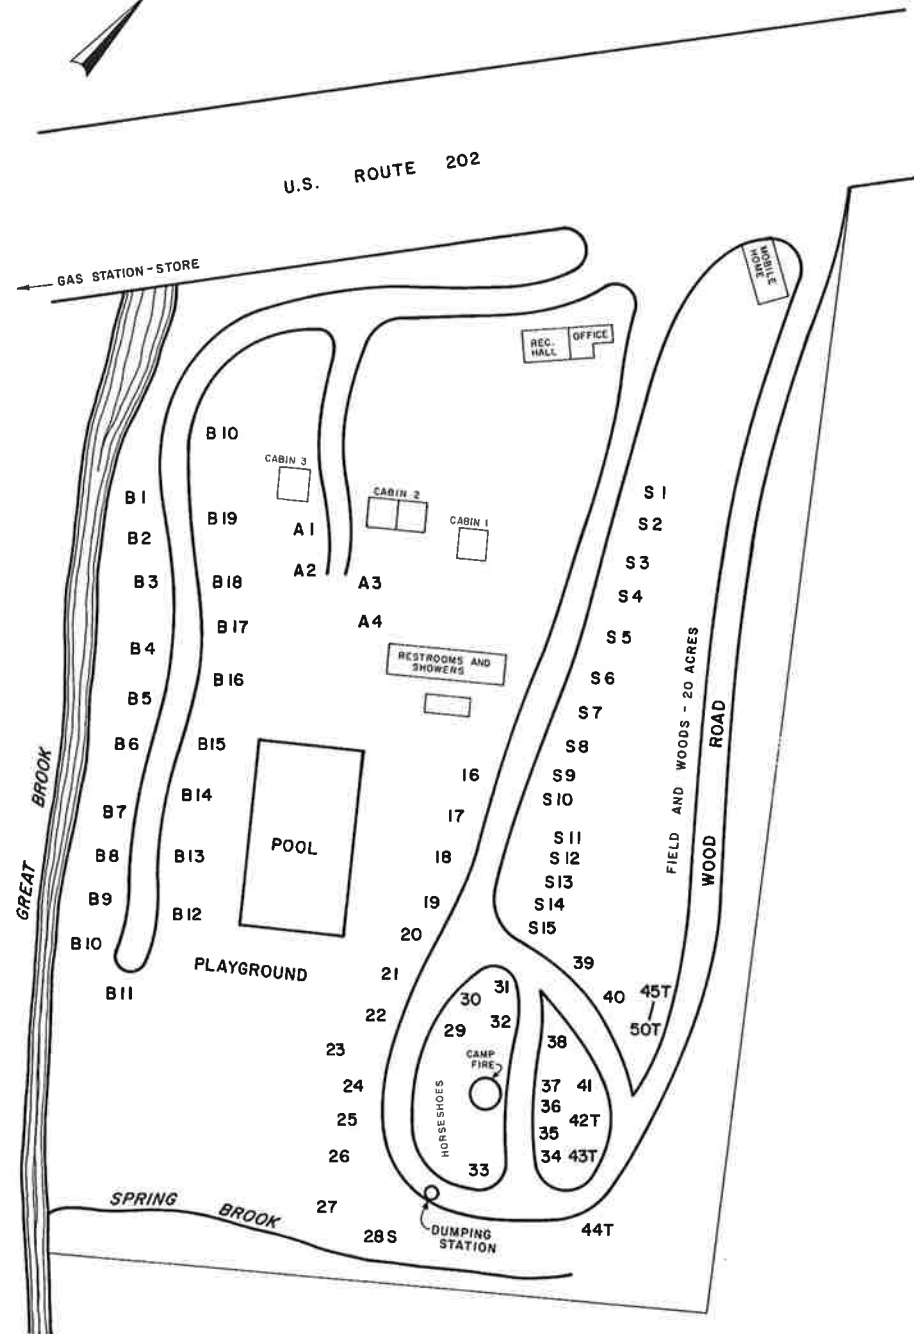 U.S. ROUTE 202
GAS STATION-STORE
MOBILE
HOME
REC.
HALL
OFFICE
B10
CABIN 3
CABIN 2
CABIN 1
B1
B2
B3
B4
B5
B6
B7
B8
B9
B10
B11
B19
B18
B17
B16
B15
B14
B13
B12
A1
A2
A3
A4
RESTROOMS AND
SHOWERS
POOL
PLAYGROUND
S1
S2
S3
S4
S5
S6
S7
S8
S9
S10
S11
S12
S13
S14
S15
FIELD AND WOODS - 20 ACRES
WOOD ROAD
GREAT BROOK
16
17
18
19
20
21
22
23
24
25
26
27
28S
29
30
31
32
CAMP
FIRE
HORSESHOES
33
39
40
45T
50T
38
37
41
36
42T
35
34
43T
44T
DUMPING
STATION
SPRING BROOK